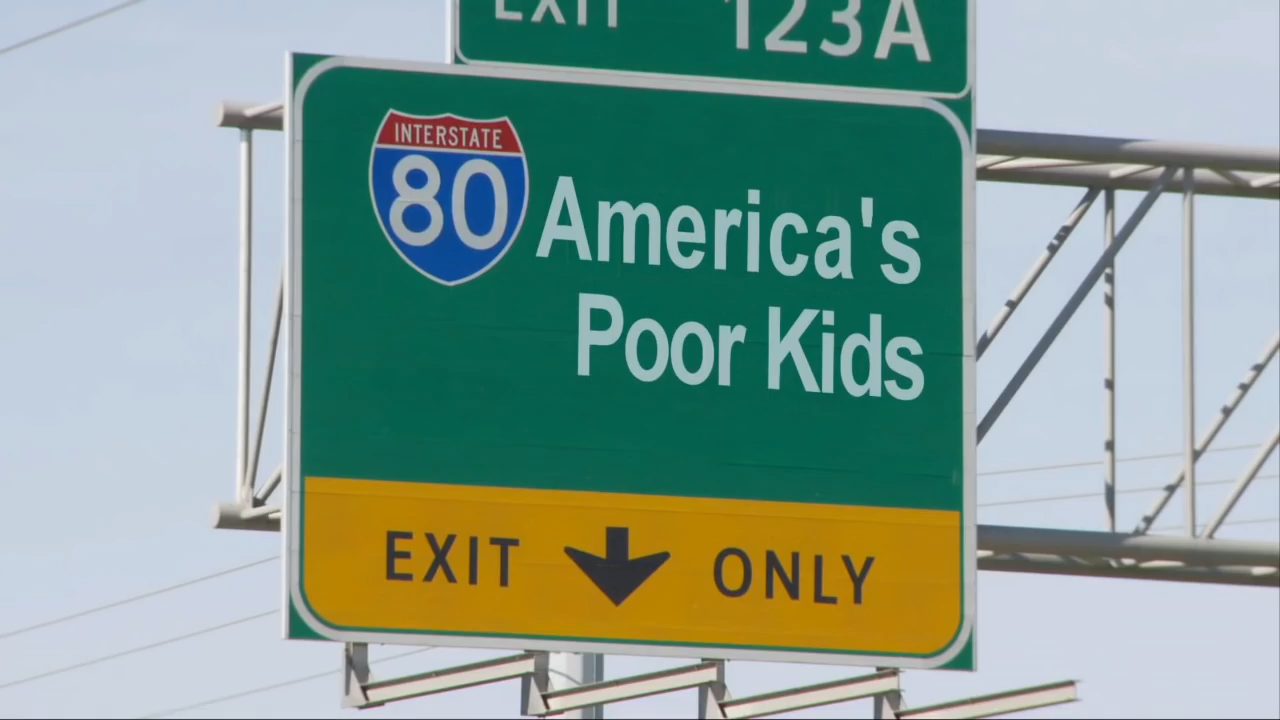 EXIT 123A
INTERSTATE
80
America's
Poor Kids
EXIT ONLY